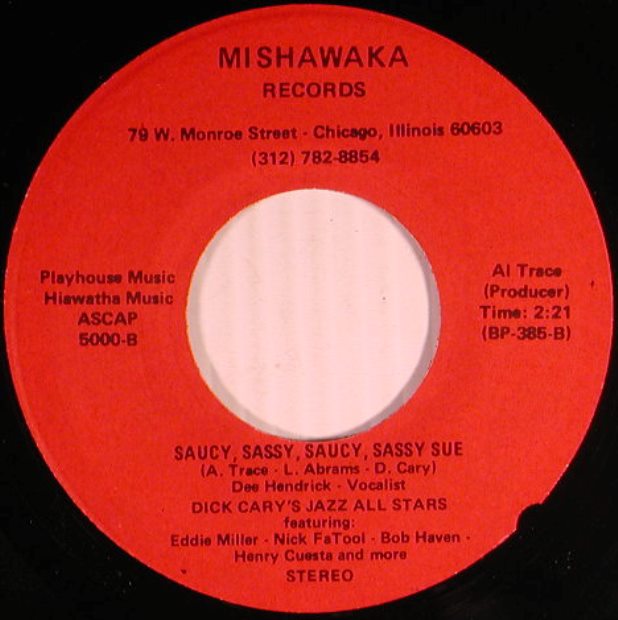 MISHAWAKA
RECORDS
79 W. Monroe Street - Chicago, Illinois 60603
(312) 782-8854
Playhouse Music
Hiawatha Music
ASCAP
5000-B
Al Trace
(Producer)
Time: 2:21
(BP-385-B)
SAUCY, SASSY, SAUCY, SASSY SUE
(A. Trace - L. Abrams - D. Cary)
Dee Hendrick - Vocalist
DICK CARY'S JAZZ ALL STARS
featuring:
Eddie Miller - Nick FaTool - Bob Haven -
Henry Cuesta and more
STEREO